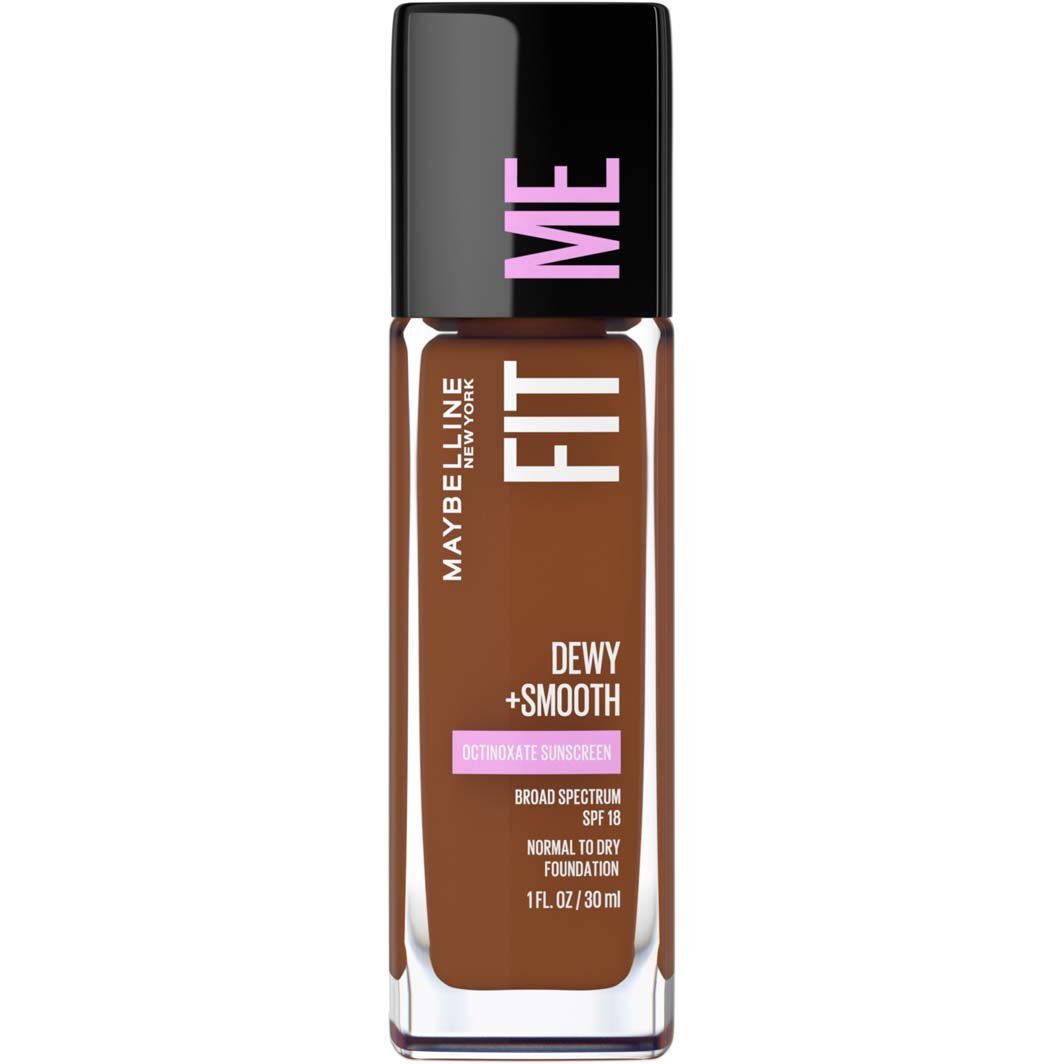 FIT ME
MAYBELLINE
NEW YORK
DEWY
+SMOOTH
OCTINOXATE SUNSCREEN
BROAD SPECTRUM
SPF 18
NORMAL TO DRY
FOUNDATION
1 FL. OZ / 30 ml